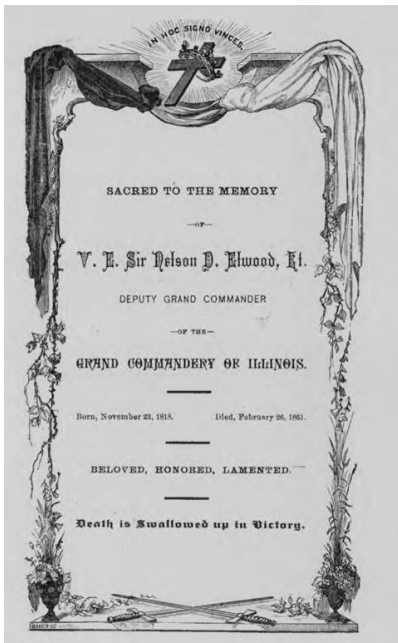 IN HOC SIGNO VINCES.
SACRED TO THE MEMORY
—OF—
V. E. Sir Nelson D. Elwood, Kt.
DEPUTY GRAND COMMANDER
—OF THE—
GRAND COMMANDERY OF ILLINOIS.
Born, November 23, 1818. Died, February 26, 1861.
BELOVED, HONORED, LAMENTED.
Death is Swallowed up in Victory.
BAKER-CO